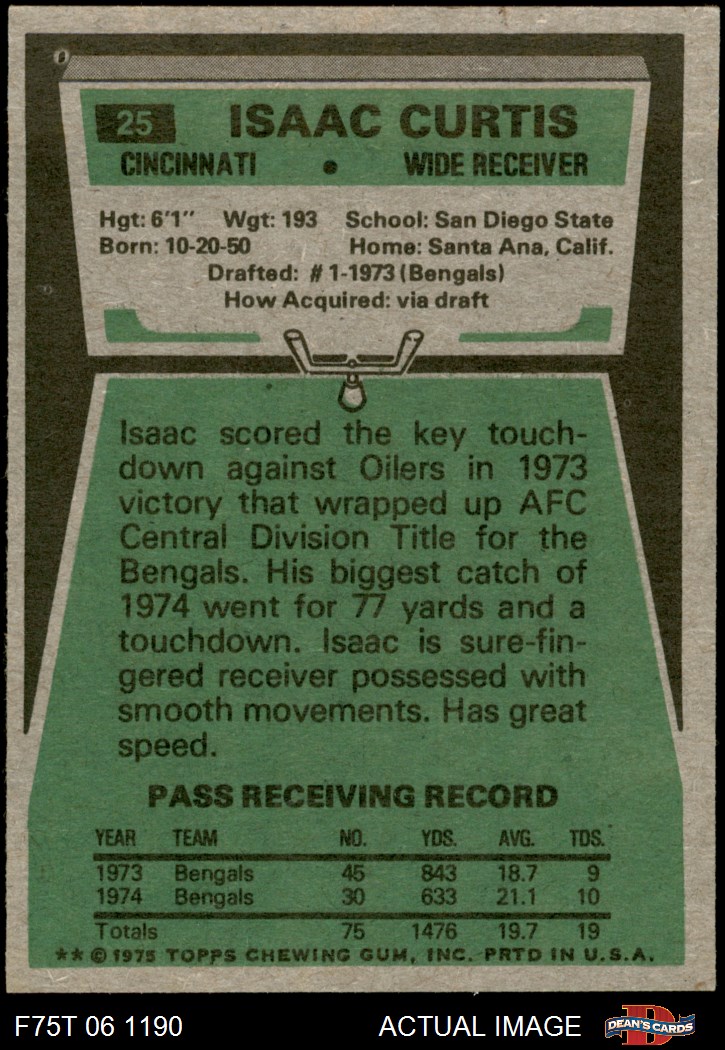 25 ISAAC CURTIS
CINCINNATI • WIDE RECEIVER
Hgt: 6'1" Wgt: 193 School: San Diego State
Born: 10-20-50 Home: Santa Ana, Calif.
Drafted: #1-1973 (Bengals)
How Acquired: via draft
Isaac scored the key touch-
down against Oilers in 1973
victory that wrapped up AFC
Central Division Title for the
Bengals. His biggest catch of
1974 went for 77 yards and a
touchdown. Isaac is sure-fin-
gered receiver possessed with
smooth movements. Has great
speed.
PASS RECEIVING RECORD
YEAR TEAM NO. YDS. AVG. TDS.
1973 Bengals 45 843 18.7 9
1974 Bengals 30 633 21.1 10
Totals 75 1476 19.7 19
** © 1975 TOPPS CHEWING GUM, INC. PRTD IN U.S.A.
F75T 06 1190 ACTUAL IMAGE D DEAN'S CARDS